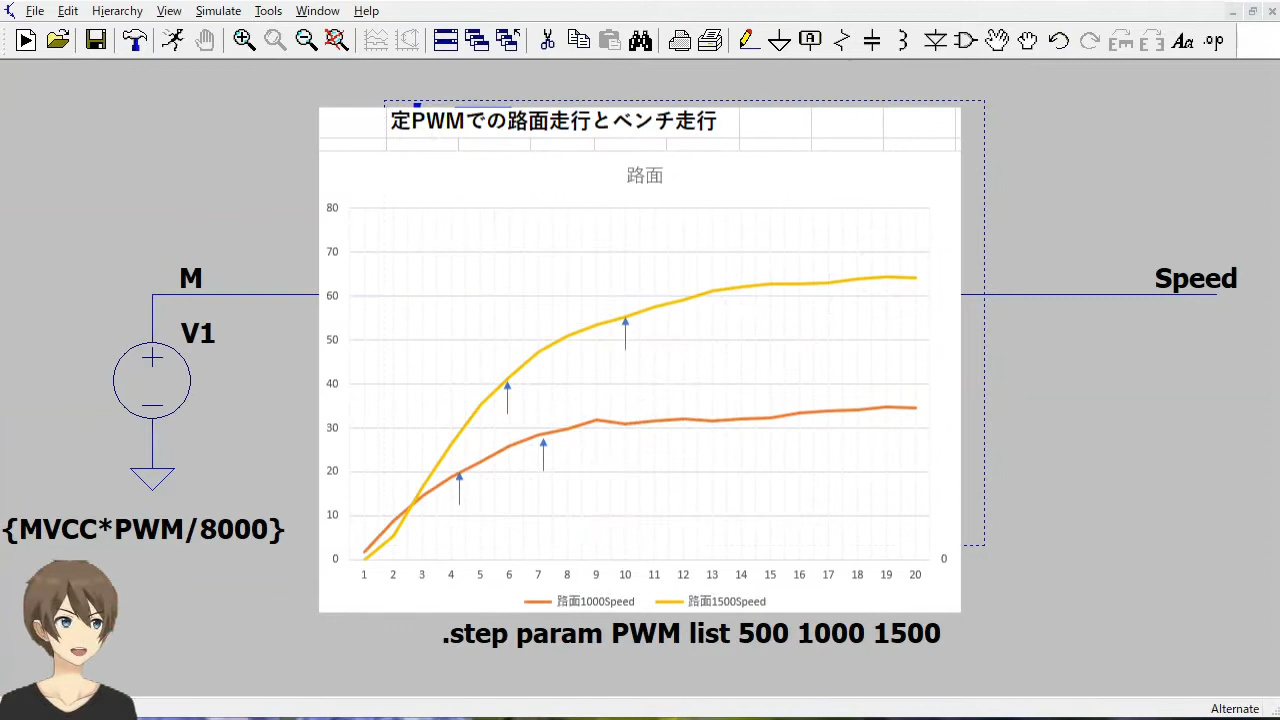 File Edit Hierarchy View Simulate Tools Window Help
A Aa .op
定PWMでの路面走行とベンチ走行
路面
80
70
60
50
40
30
20
10
0
0
1 2 3 4 5 6 7 8 9 10 11 12 13 14 15 16 17 18 19 20
路面1000Speed 路面1500Speed
M
V1
Speed
{MVCC*PWM/8000}
.step param PWM list 500 1000 1500
Alternate